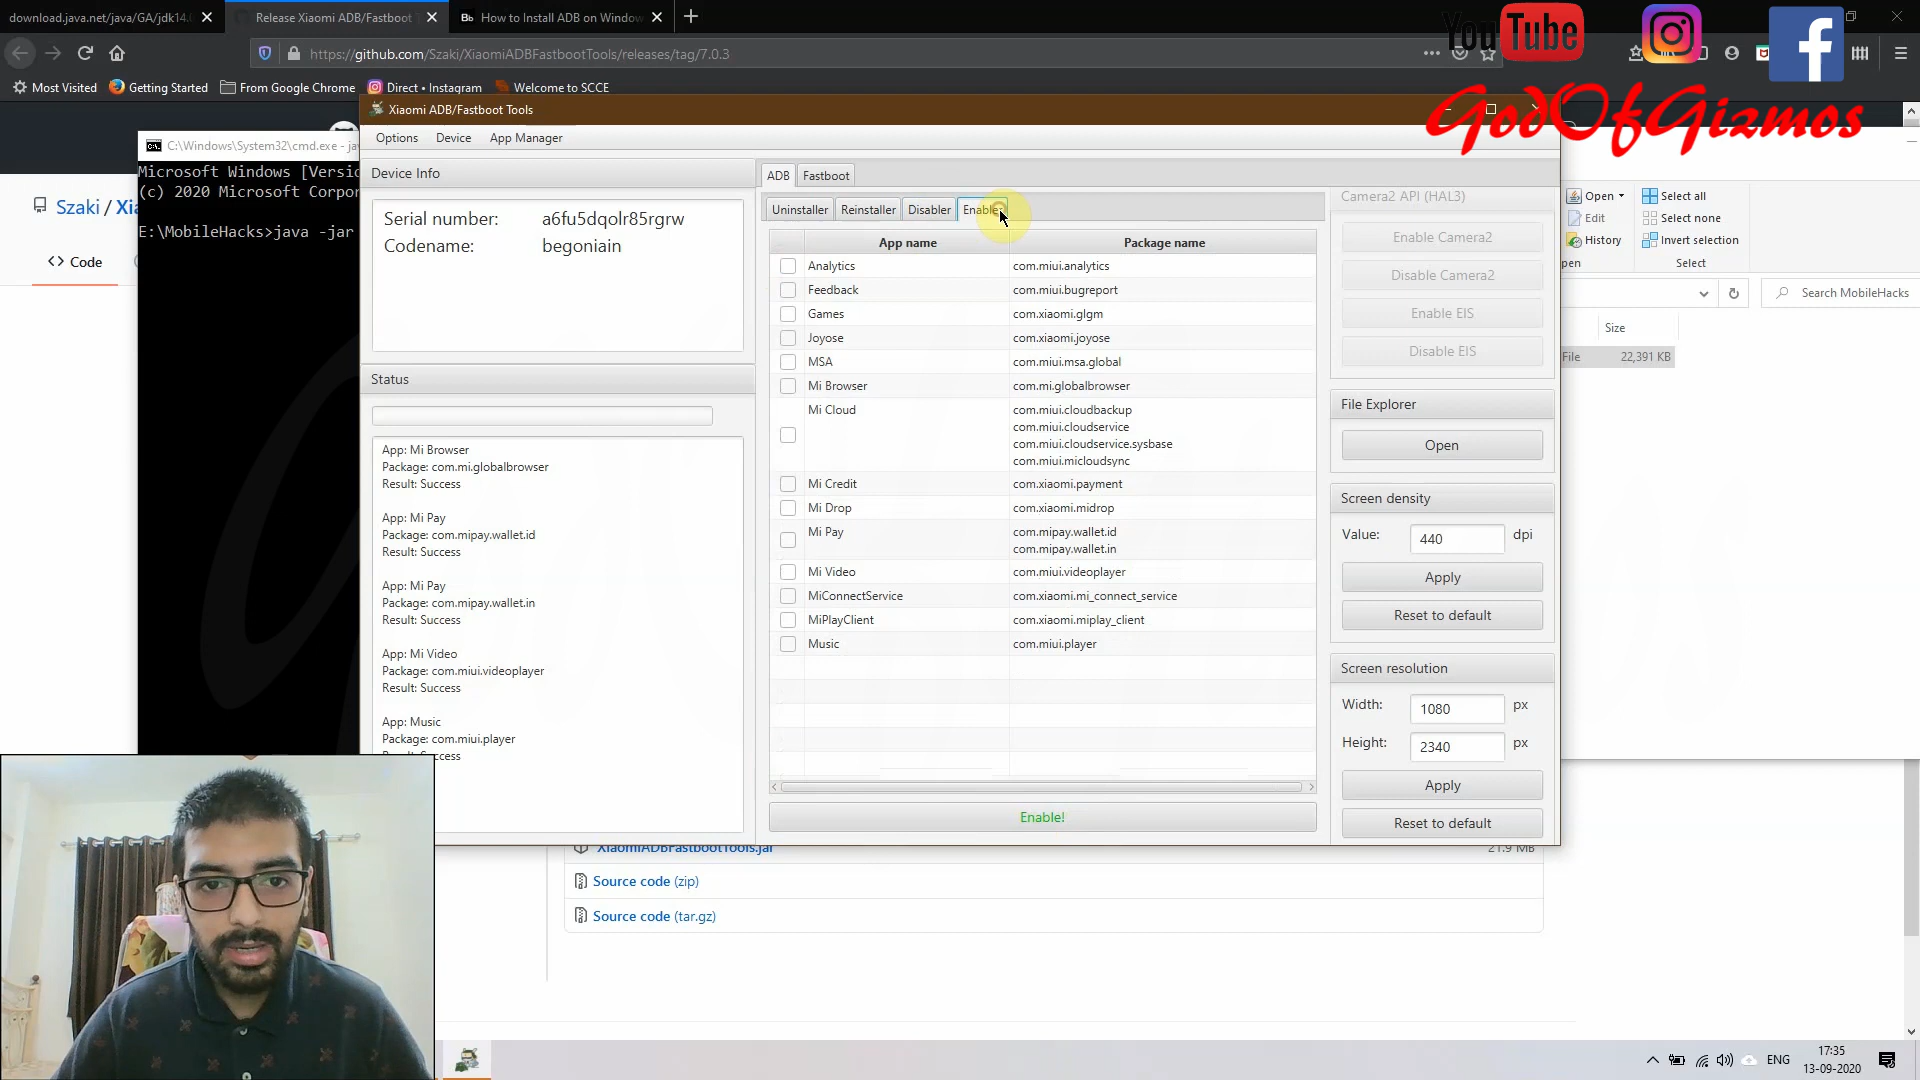 download.java.net/java/GA/jdk14.
Release Xiaomi ADB/Fastboot
Bb How to Install ADB on Window
https://github.com/Szaki/XiaomiADBFastbootTools/releases/tag/7.0.3
You Tube
f
GodOfGizmos
Most Visited
Getting Started
From Google Chrome
Direct • Instagram
Welcome to SCCE
Xiaomi ADB/Fastboot Tools
C:\Windows\System32\cmd.exe - ja
Options
Device
App Manager
Microsoft Windows [Versio
(c) 2020 Microsoft Corpor
E:\MobileHacks>java -jar
Szaki / Xia
Code
Device Info
Serial number: a6fu5dqolr85rgrw
Codename: begoniain
Status
App: Mi Browser
Package: com.mi.globalbrowser
Result: Success
App: Mi Pay
Package: com.mipay.wallet.id
Result: Success
App: Mi Pay
Package: com.mipay.wallet.in
Result: Success
App: Mi Video
Package: com.miui.videoplayer
Result: Success
App: Music
Package: com.miui.player
ccess
ADB
Fastboot
Uninstaller
Reinstaller
Disabler
Enable
App name Package name
Analytics com.miui.analytics
Feedback com.miui.bugreport
Games com.xiaomi.glgm
Joyose com.xiaomi.joyose
MSA com.miui.msa.global
Mi Browser com.mi.globalbrowser
Mi Cloud com.miui.cloudbackup
com.miui.cloudservice
com.miui.cloudservice.sysbase
com.miui.micloudsync
Mi Credit com.xiaomi.payment
Mi Drop com.xiaomi.midrop
Mi Pay com.mipay.wallet.id
com.mipay.wallet.in
Mi Video com.miui.videoplayer
MiConnectService com.xiaomi.mi_connect_service
MiPlayClient com.xiaomi.miplay_client
Music com.miui.player
Enable!
Camera2 API (HAL3)
Enable Camera2
Disable Camera2
Enable EIS
Disable EIS
File Explorer
Open
Screen density
Value: 440 dpi
Apply
Reset to default
Screen resolution
Width: 1080 px
Height: 2340 px
Apply
Reset to default
Open
Edit
History
pen
Select all
Select none
Invert selection
Select
Search MobileHacks
Size
File 22,391 KB
XiaomiADBFastbootTools.jar 21.9 MB
Source code (zip)
Source code (tar.gz)
ENG
17:35
13-09-2020